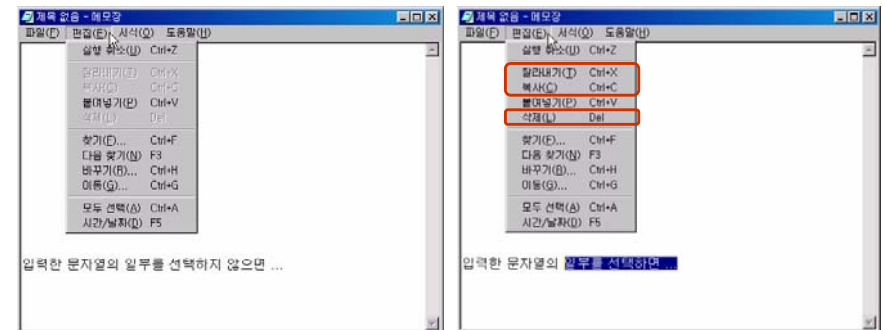 제목 없음 - 메모장
파일(F) 편집(E) 서식(O) 도움말(H)
실행 취소(U) Ctrl+Z
잘라내기(T) Ctrl+X
복사(C) Ctrl+C
붙여넣기(P) Ctrl+V
삭제(L) Del
찾기(F)... Ctrl+F
다음 찾기(N) F3
바꾸기(R)... Ctrl+H
이동(G)... Ctrl+G
모두 선택(A) Ctrl+A
시간/날짜(D) F5
입력한 문자열의 일부를 선택하지 않으면 ...
제목 없음 - 메모장
파일(F) 편집(E) 서식(O) 도움말(H)
실행 취소(U) Ctrl+Z
잘라내기(T) Ctrl+X
복사(C) Ctrl+C
붙여넣기(P) Ctrl+V
삭제(L) Del
찾기(F)... Ctrl+F
다음 찾기(N) F3
바꾸기(R)... Ctrl+H
이동(G)... Ctrl+G
모두 선택(A) Ctrl+A
시간/날짜(D) F5
입력한 문자열의 일부를 선택하면 ...